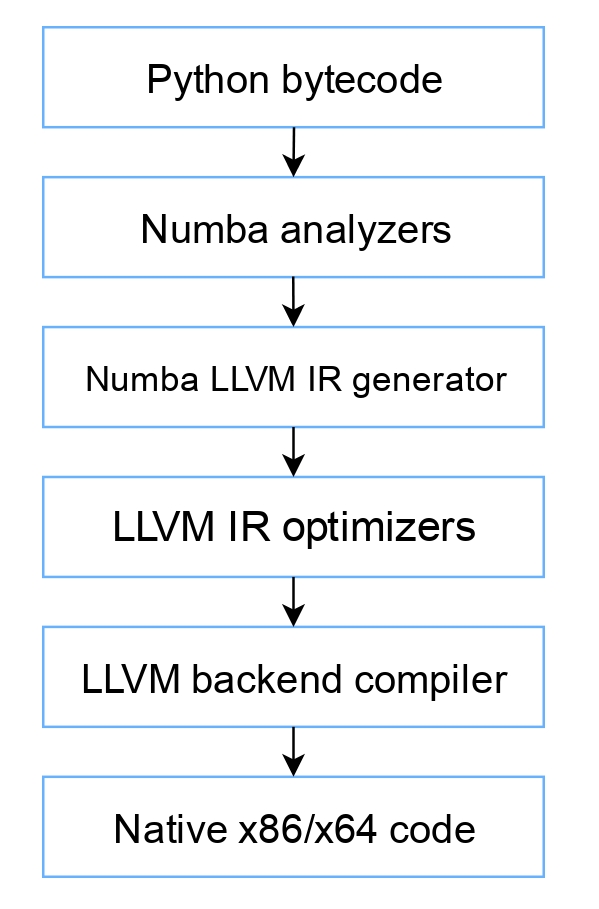 Python bytecode
Numba analyzers
Numba LLVM IR generator
LLVM IR optimizers
LLVM backend compiler
Native x86/x64 code